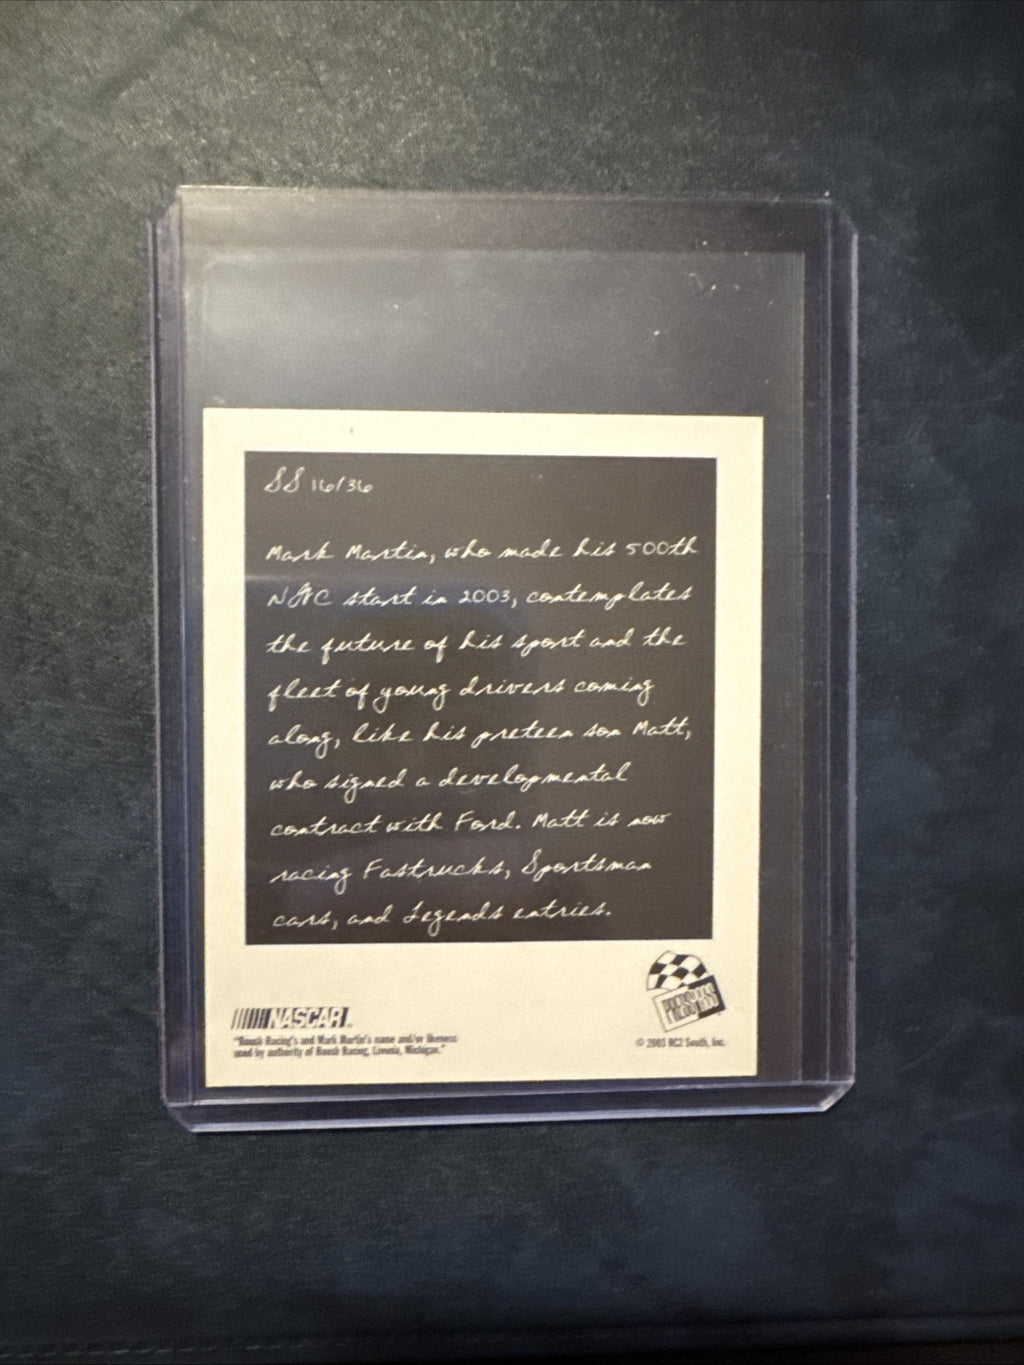 SS 16/36
Mark Martin, who made his 500th
NWC start in 2003, contemplates
the future of his sport and the
fleet of young drivers coming
along, like his preteen son Matt,
who signed a developmental
contract with Ford. Matt is now
racing Fastrucks, Sportsman
cars, and Legends entries.
NASCAR
"Roush Racing's and Mark Martin's name and/or likeness
used by authority of Roush Racing, Livonia, Michigan."
© 2003 RC2 South, Inc.